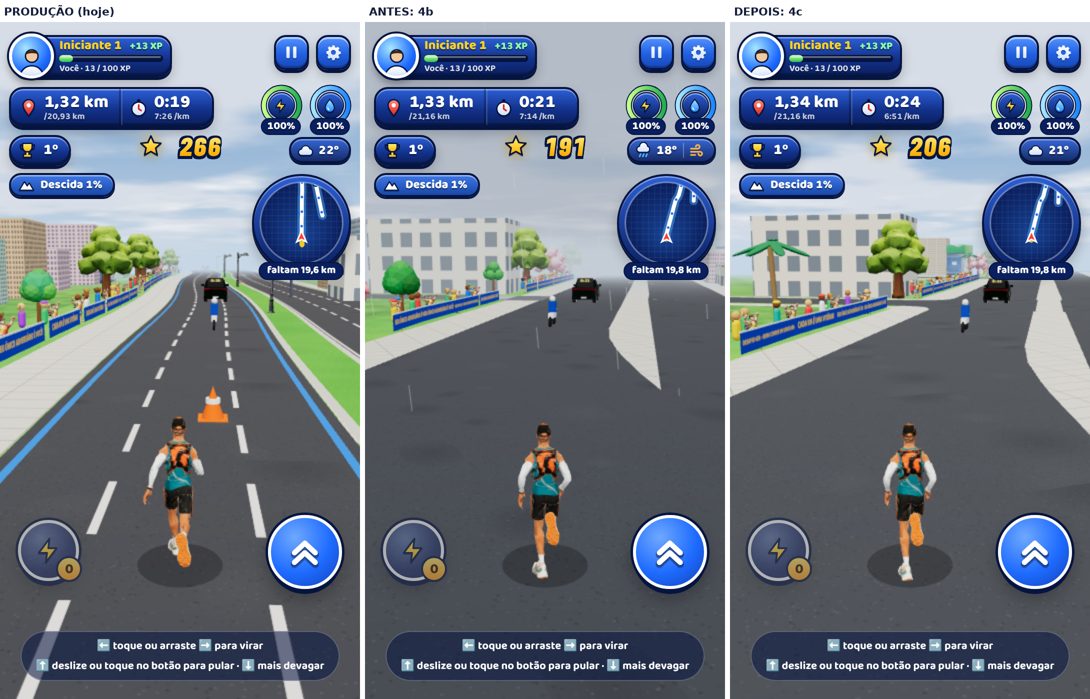 PRODUÇÃO (hoje)
Iniciante 1 +13 XP
Você · 13 / 100 XP
1,32 km
/20,93 km
0:19
7:26 /km
100%
100%
1º
266
22°
Descida 1%
faltam 19,6 km
0
toque ou arraste para virar
deslize ou toque no botão para pular · mais devagar
ANTES: 4b
Iniciante 1 +13 XP
Você · 13 / 100 XP
1,33 km
/21,16 km
0:21
7:14 /km
100%
100%
1º
191
18°
Descida 1%
faltam 19,8 km
0
toque ou arraste para virar
deslize ou toque no botão para pular · mais devagar
DEPOIS: 4c
Iniciante 1 +13 XP
Você · 13 / 100 XP
1,34 km
/21,16 km
0:24
6:51 /km
100%
100%
1º
206
21°
Descida 1%
faltam 19,8 km
0
toque ou arraste para virar
deslize ou toque no botão para pular · mais devagar